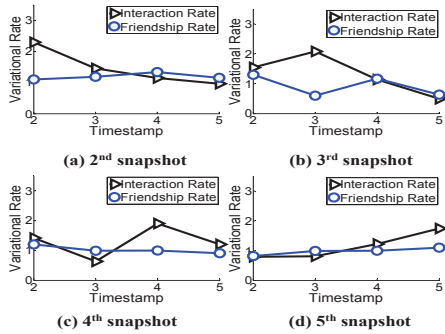 Interaction Rate
Friendship Rate
Variational Rate
3
2
1
0
2 3 4 5
Timestamp
(a) 2nd snapshot
Interaction Rate
Friendship Rate
Variational Rate
3
2
1
0
2 3 4 5
Timestamp
(b) 3rd snapshot
Interaction Rate
Friendship Rate
Variational Rate
3
2
1
0
2 3 4 5
Timestamp
(c) 4th snapshot
Interaction Rate
Friendship Rate
Variational Rate
3
2
1
0
2 3 4 5
Timestamp
(d) 5th snapshot